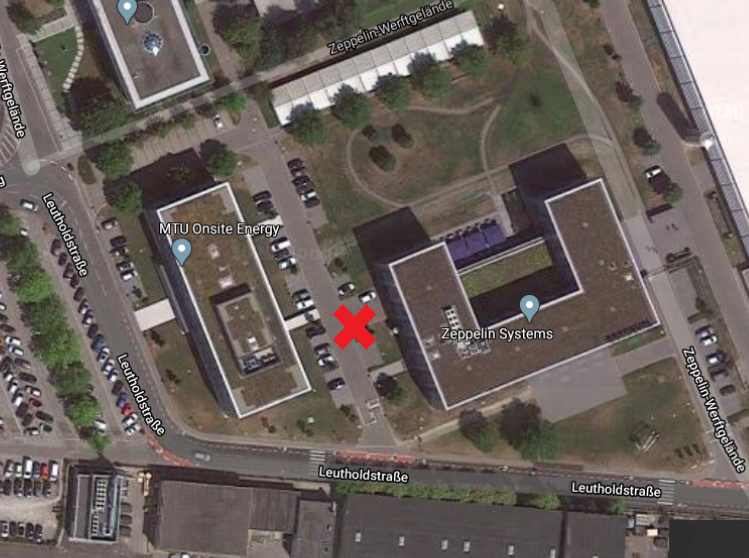 Zeppelin-Werftgelände
-Werftgelände
Leutholdstraße
MTU Onsite Energy
Zeppelin Systems
Leutholdstraße
Zeppelin-Werftgelände
Leutholdstraße
Leutholdstraße